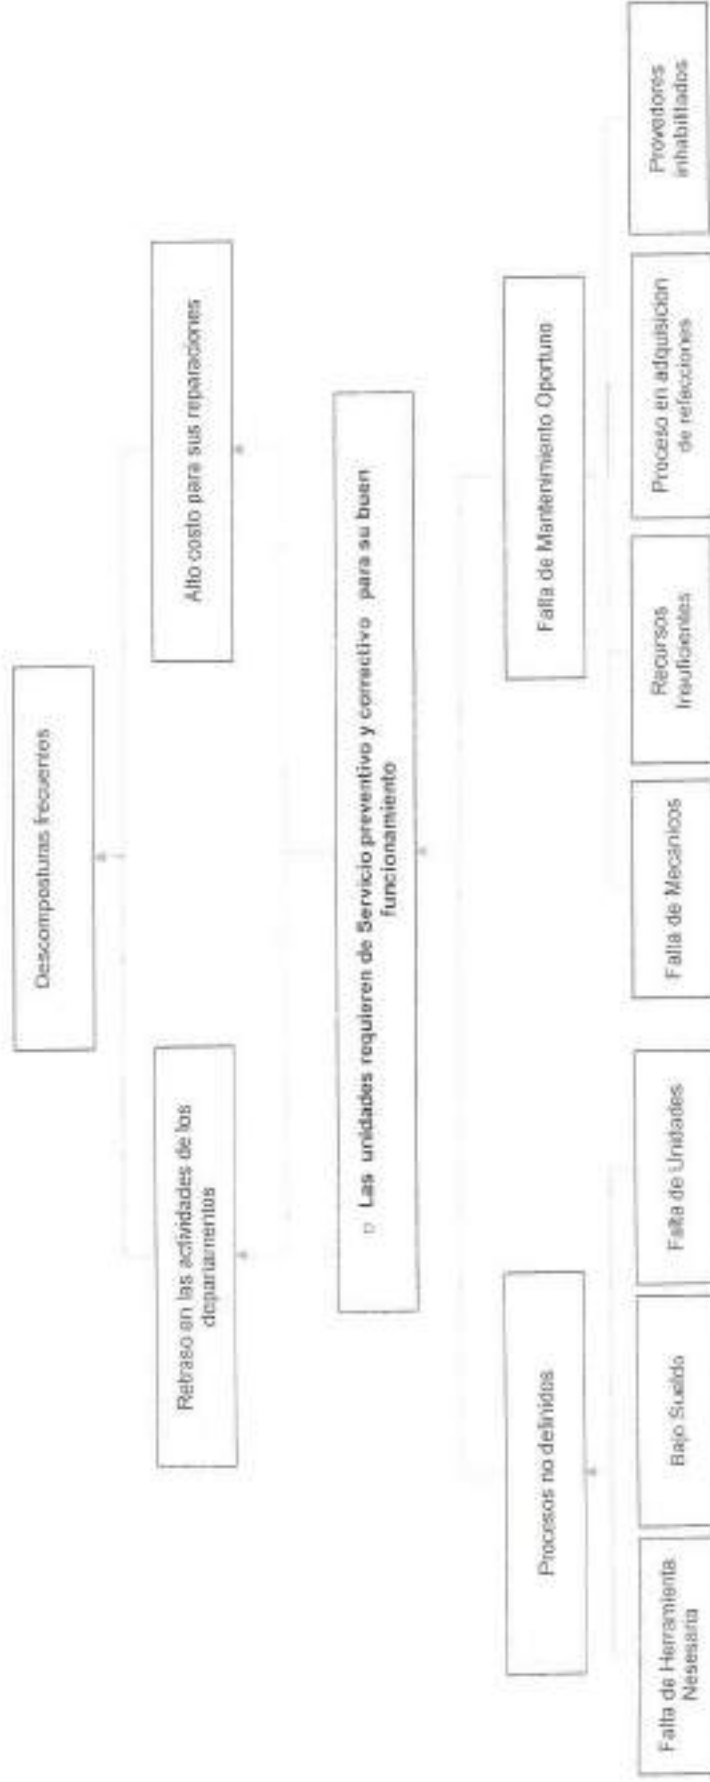 Descomposturas frecuentes
Retraso en las actividades de los
departamentos
Alto costo para sus reparaciones
Las unidades requieren de Servicio preventivo y correctivo para su buen
funcionamiento
Procesos no definidos
Falta de Mantenimiento Oportuno
Falta de Herramienta
Nesesaria
Bajo Sueldo
Falta de Unidades
Falta de Mecanicos
Recursos
Insuficientes
Proceso en adquisicion
de refacciones
Provedores
inhabilitados